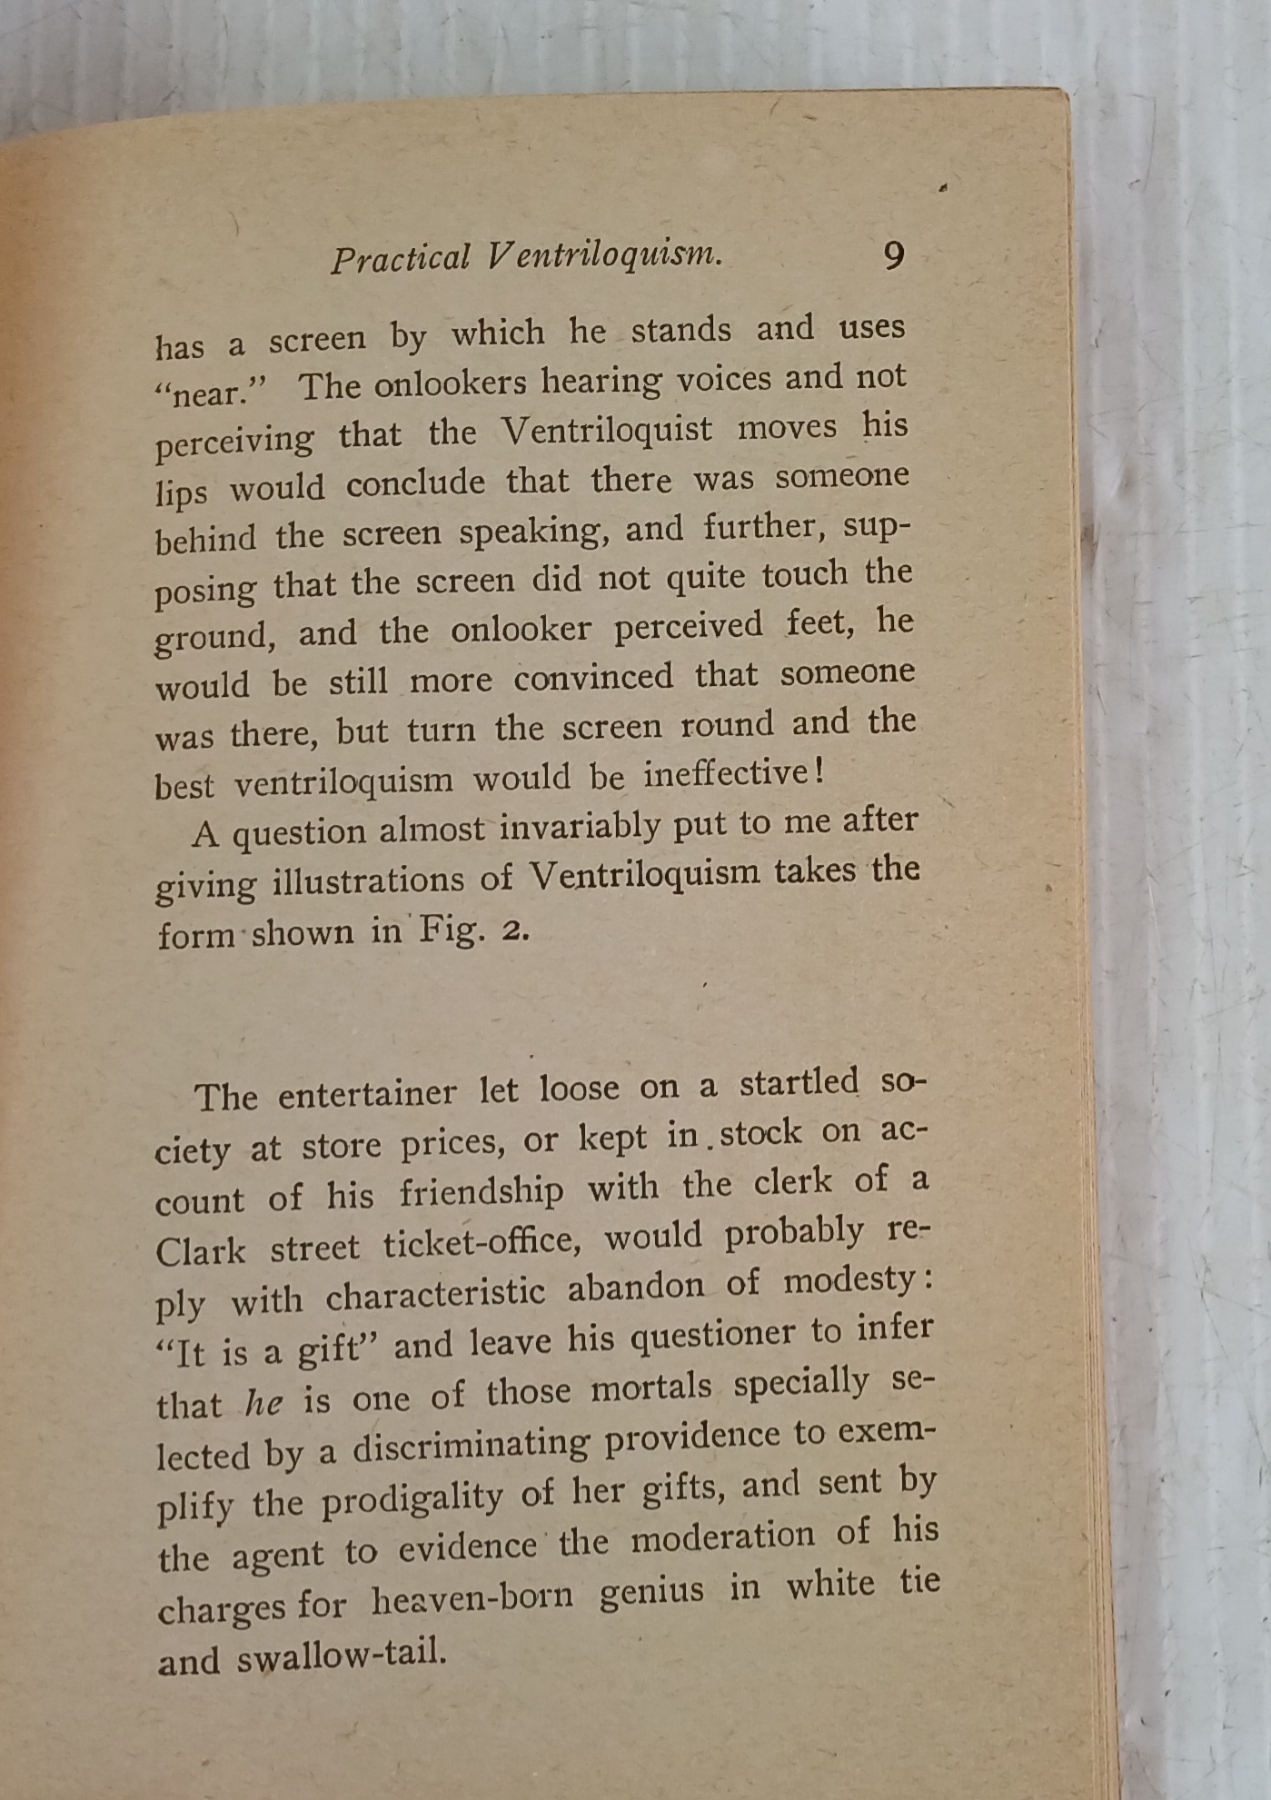 Practical Ventriloquism. 9
has a screen by which he stands and uses
“near.” The onlookers hearing voices and not
perceiving that the Ventriloquist moves his
lips would conclude that there was someone
behind the screen speaking, and further, sup-
posing that the screen did not quite touch the
ground, and the onlooker perceived feet, he
would be still more convinced that someone
was there, but turn the screen round and the
best ventriloquism would be ineffective!
A question almost invariably put to me after
giving illustrations of Ventriloquism takes the
form shown in Fig. 2.
The entertainer let loose on a startled so-
ciety at store prices, or kept in stock on ac-
count of his friendship with the clerk of a
Clark street ticket-office, would probably re-
ply with characteristic abandon of modesty:
“It is a gift” and leave his questioner to infer
that he is one of those mortals specially se-
lected by a discriminating providence to exem-
plify the prodigality of her gifts, and sent by
the agent to evidence the moderation of his
charges for heaven-born genius in white tie
and swallow-tail.